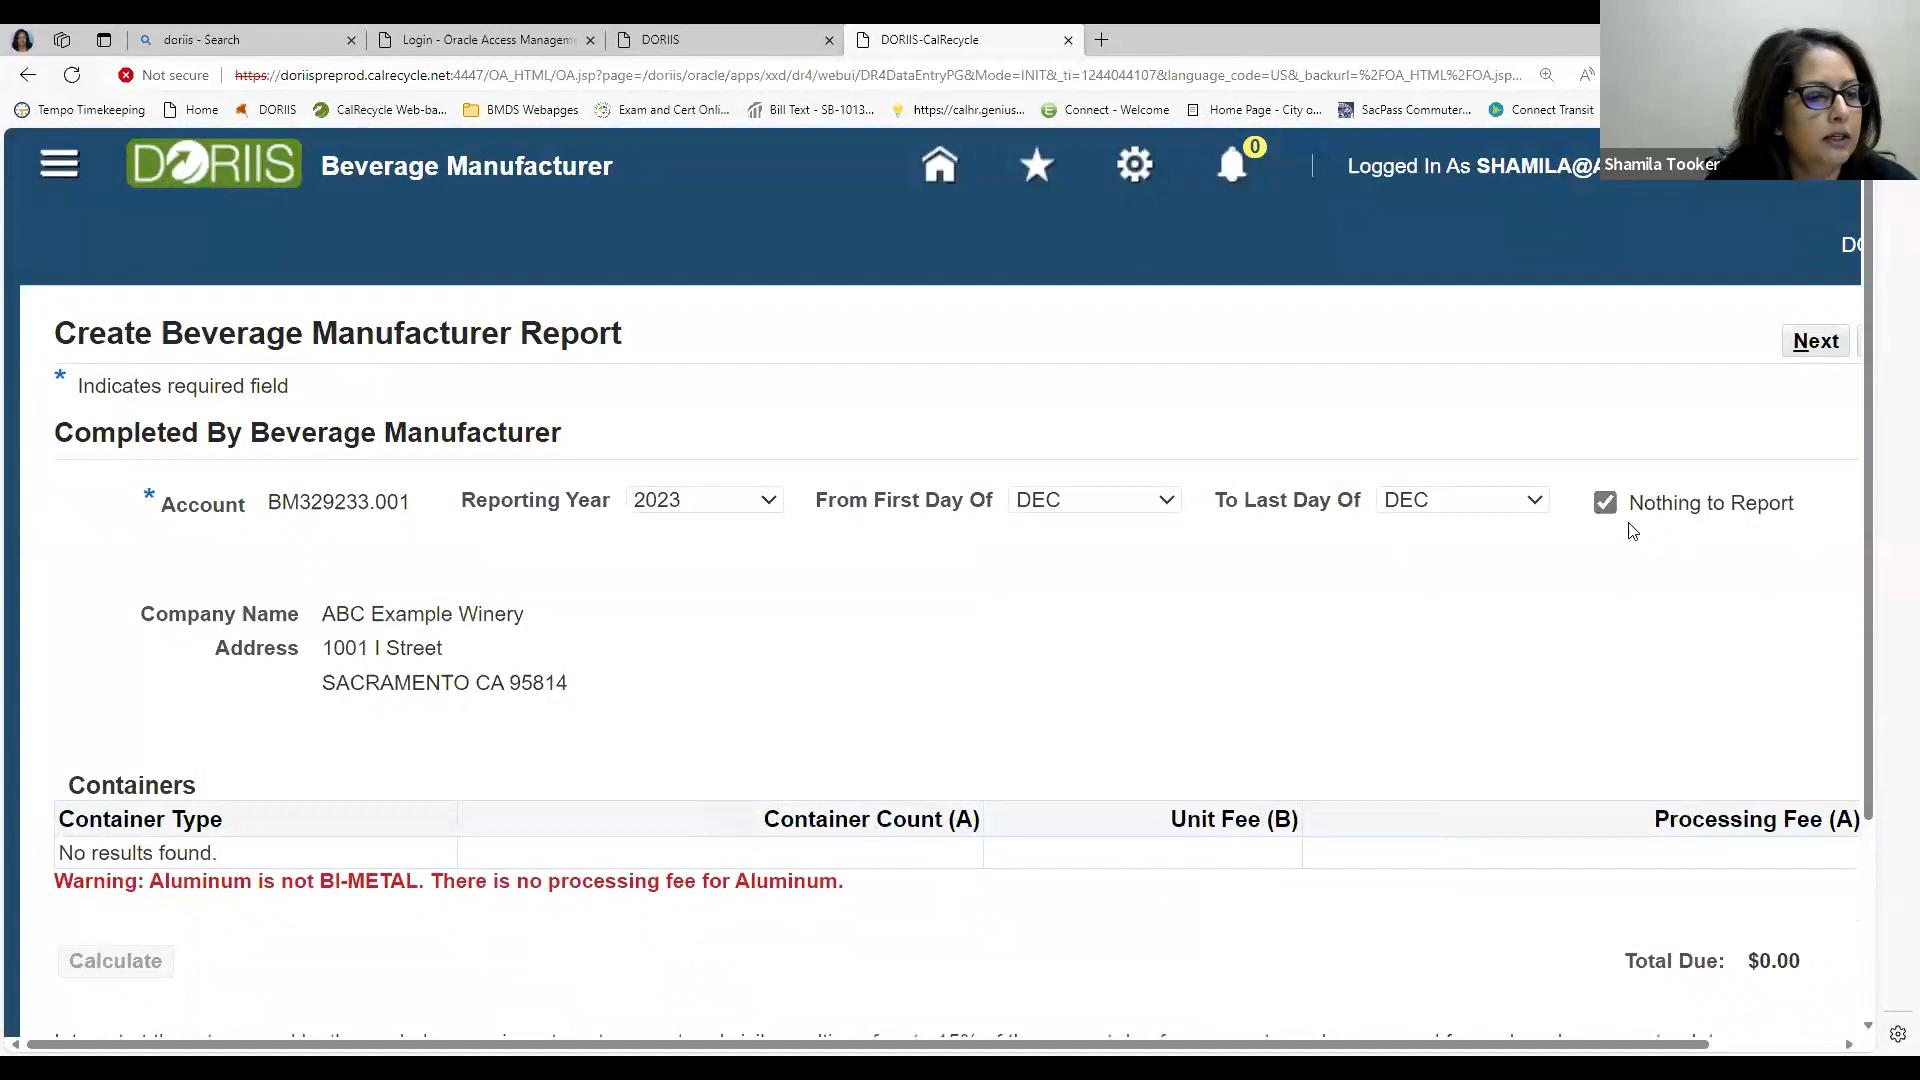 doriis - Search
Login - Oracle Access Managem
DORIIS
DORIIS-CalRecycle
Not secure
https://doriispreprod.calrecycle.net:4447/OA_HTML/OA.jsp?page=/doriis/oracle/apps/xxd/dr4/webui/DR4DataEntryPG&Mode=INIT&_ti=1244044107&language_code=US&_backurl=%2FOA_HTML%2FOA.jsp...
Tempo Timekeeping Home DORIIS CalRecycle Web-ba... BMDS Webpages Exam and Cert Onli... Bill Text - SB-1013... https://calhr.genius... Connect - Welcome Home Page - City o... SacPass Commuter... Connect Transit
DORIIS Beverage Manufacturer
0
Logged In As SHAMILA@A
Shamila Tooker
Create Beverage Manufacturer Report
Next
* Indicates required field
Completed By Beverage Manufacturer
* Account BM329233.001 Reporting Year 2023 From First Day Of DEC To Last Day Of DEC Nothing to Report
Company Name ABC Example Winery
Address 1001 I Street
SACRAMENTO CA 95814
Containers
Container Type Container Count (A) Unit Fee (B) Processing Fee (A)
No results found.
Warning: Aluminum is not BI-METAL. There is no processing fee for Aluminum.
Calculate
Total Due: $0.00